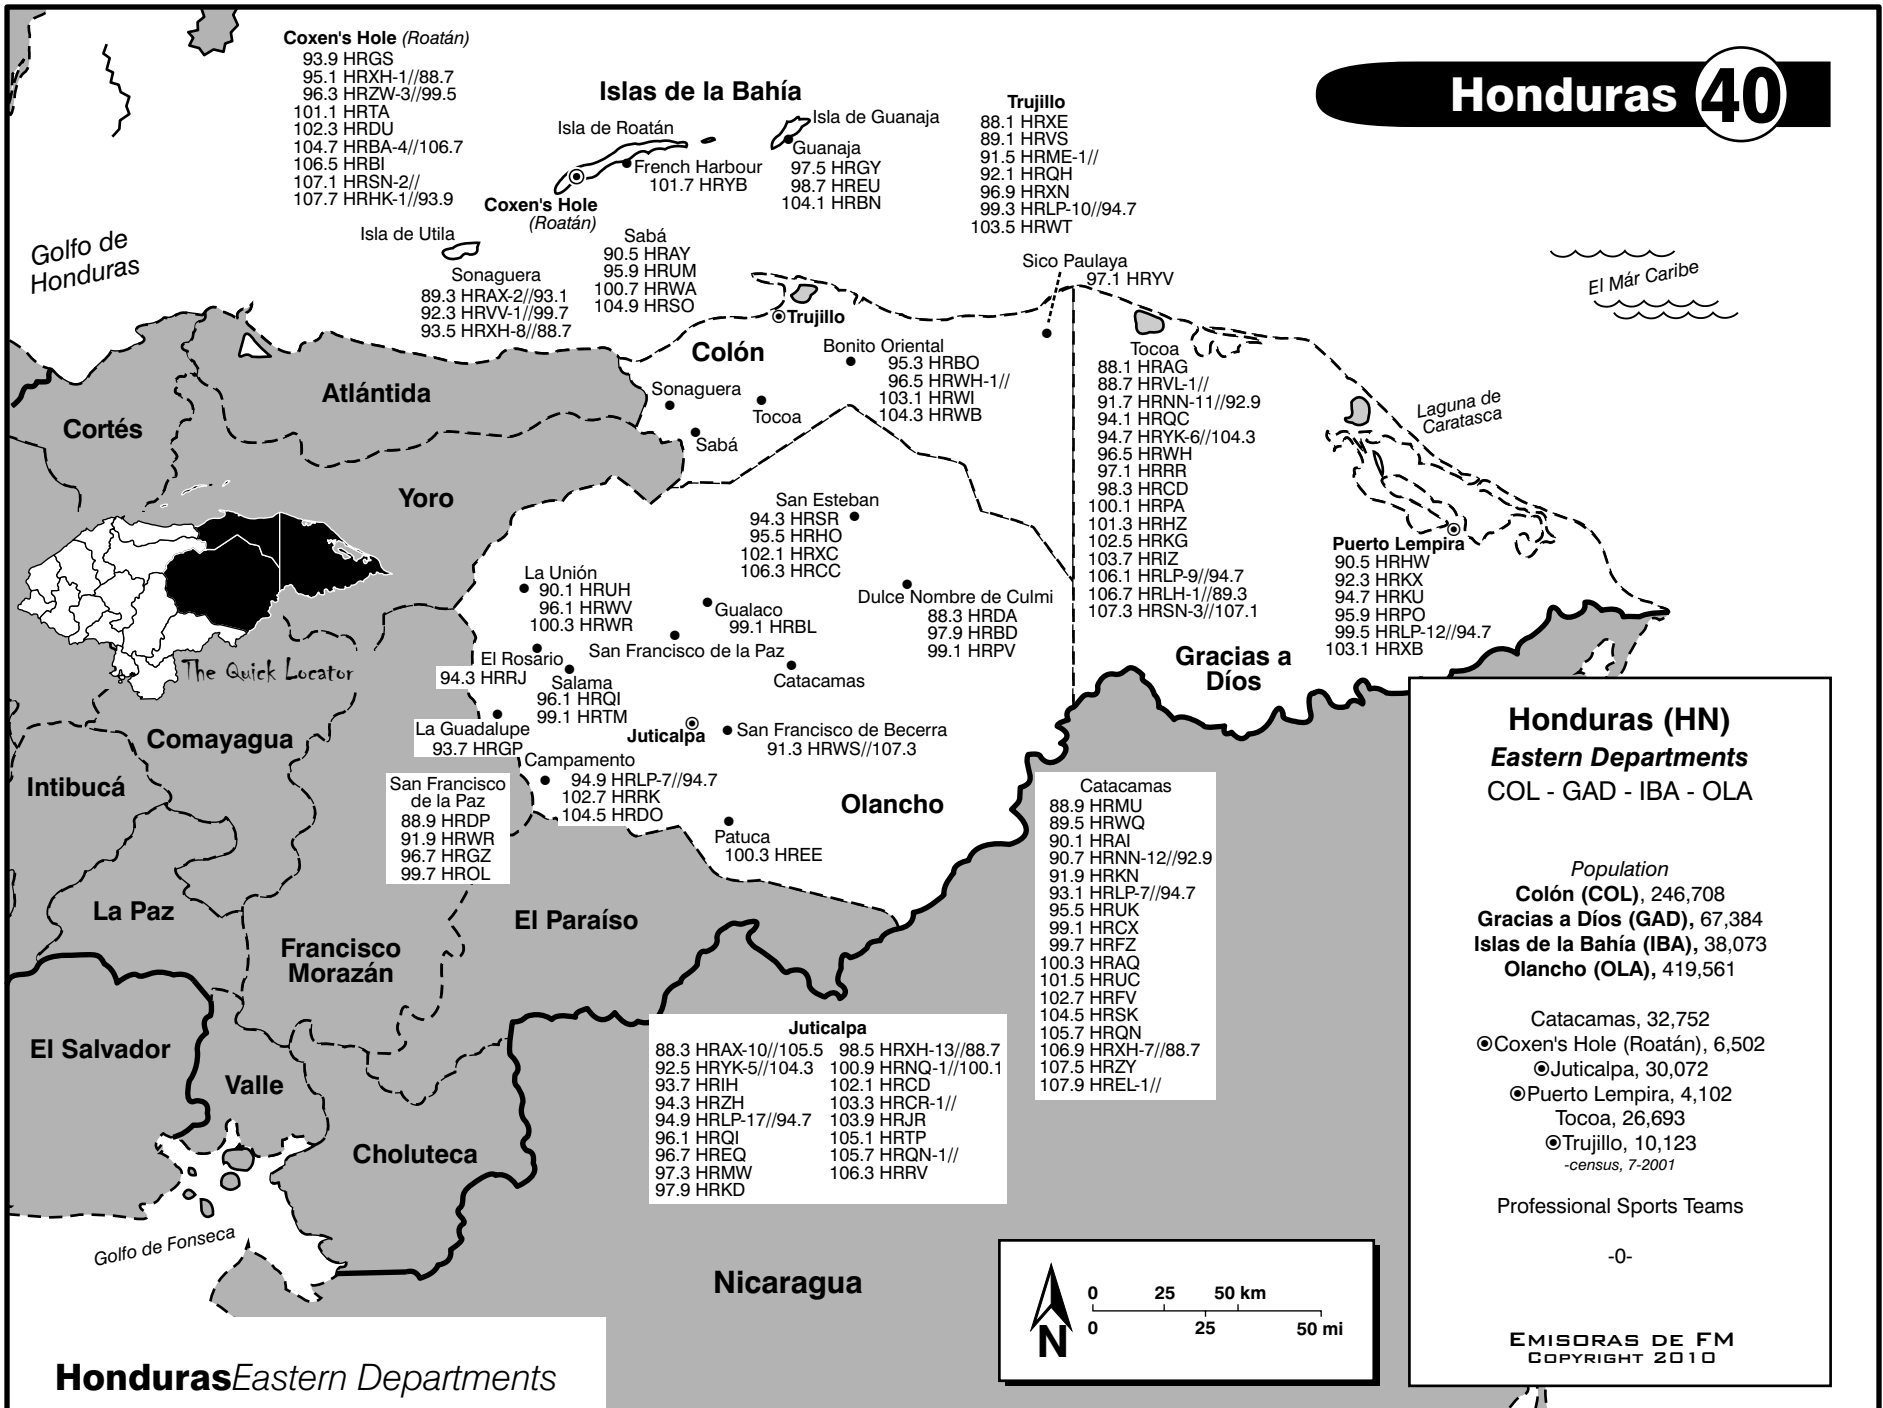 Honduras 40
Coxen's Hole (Roatán)
93.9 HRGS
95.1 HRXH-1//88.7
96.3 HRZW-3//99.5
101.1 HRTA
102.3 HRDU
104.7 HRBA-4//106.7
106.5 HRBI
107.1 HRSN-2//
107.7 HRHK-1//93.9
Islas de la Bahía
Isla de Roatán
French Harbour
101.7 HRYB
Coxen's Hole
(Roatán)
Isla de Guanaja
Guanaja
97.5 HRGY
98.7 HREU
104.1 HRBN
Trujillo
88.1 HRXE
89.1 HRVS
91.5 HRME-1//
92.1 HRQH
96.9 HRXN
99.3 HRLP-10//94.7
103.5 HRWT
Golfo de
Honduras
Isla de Utila
Sonaguera
89.3 HRAX-2//93.1
92.3 HRVV-1//99.7
93.5 HRXH-8//88.7
Sabá
90.5 HRAY
95.9 HRUM
100.7 HRWA
104.9 HRSO
Sico Paulaya
97.1 HRYV
El Már Caribe
Trujillo
Colón
Bonito Oriental
95.3 HRBO
96.5 HRWH-1//
103.1 HRWI
104.3 HRWB
Sonaguera
Tocoa
Sabá
Tocoa
88.1 HRAG
88.7 HRVL-1//
91.7 HRNN-11//92.9
94.1 HRQC
94.7 HRYK-6//104.3
96.5 HRWH
97.1 HRRR
98.3 HRCD
100.1 HRPA
101.3 HRHZ
102.5 HRKG
103.7 HRIZ
106.1 HRLP-9//94.7
106.7 HRLH-1//89.3
107.3 HRSN-3//107.1
Laguna de
Caratasca
Puerto Lempira
90.5 HRHW
92.3 HRKX
94.7 HRKU
95.9 HRPO
99.5 HRLP-12//94.7
103.1 HRXB
Gracias a
Díos
Atlántida
Cortés
Yoro
The Quick Locator
San Esteban
94.3 HRSR
95.5 HRHO
102.1 HRXC
106.3 HRCC
La Unión
90.1 HRUH
96.1 HRWV
100.3 HRWR
Gualaco
99.1 HRBL
Dulce Nombre de Culmi
88.3 HRDA
97.9 HRBD
99.1 HRPV
El Rosario
94.3 HRRJ
San Francisco de la Paz
Catacamas
Salama
96.1 HRQI
99.1 HRTM
La Guadalupe
93.7 HRGP
Juticalpa
San Francisco de Becerra
91.3 HRWS//107.3
Campamento
94.9 HRLP-7//94.7
102.7 HRRK
104.5 HRDO
San Francisco
de la Paz
88.9 HRDP
91.9 HRWR
96.7 HRGZ
99.7 HROL
Olancho
Patuca
100.3 HREE
Comayagua
Intibucá
La Paz
Francisco
Morazán
El Paraíso
El Salvador
Valle
Choluteca
Golfo de Fonseca
Nicaragua
Catacamas
88.9 HRMU
89.5 HRWQ
90.1 HRAI
90.7 HRNN-12//92.9
91.9 HRKN
93.1 HRLP-7//94.7
95.5 HRUK
99.1 HRCX
99.7 HRFZ
100.3 HRAQ
101.5 HRUC
102.7 HRFV
104.5 HRSK
105.7 HRQN
106.9 HRXH-7//88.7
107.5 HRZY
107.9 HREL-1//
Juticalpa
88.3 HRAX-10//105.5
92.5 HRYK-5//104.3
93.7 HRIH
94.3 HRZH
94.9 HRLP-17//94.7
96.1 HRQI
96.7 HREQ
97.3 HRMW
97.9 HRKD
98.5 HRXH-13//88.7
100.9 HRNQ-1//100.1
102.1 HRCD
103.3 HRCR-1//
103.9 HRJR
105.1 HRTP
105.7 HRQN-1//
106.3 HRRV
Honduras (HN)
Eastern Departments
COL - GAD - IBA - OLA
Population
Colón (COL), 246,708
Gracias a Díos (GAD), 67,384
Islas de la Bahía (IBA), 38,073
Olancho (OLA), 419,561
Catacamas, 32,752
Coxen's Hole (Roatán), 6,502
Juticalpa, 30,072
Puerto Lempira, 4,102
Tocoa, 26,693
Trujillo, 10,123
-census, 7-2001
Professional Sports Teams
-0-
Emisoras de FM
Copyright 2010
N
0 25 50 km
0 25 50 mi
Honduras Eastern Departments